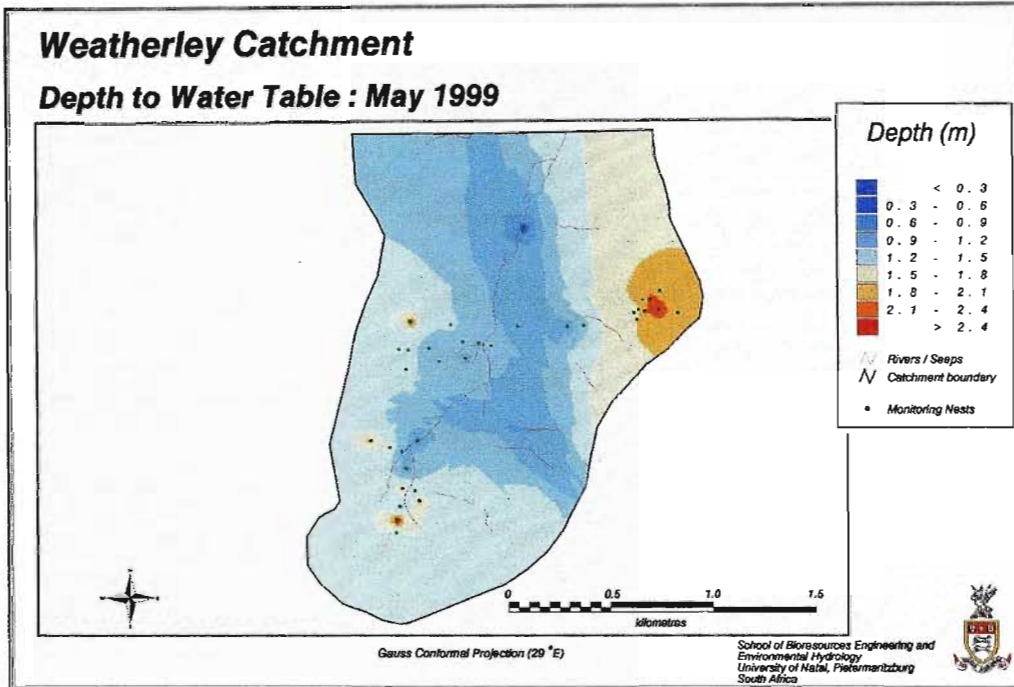 Weatherley Catchment
Depth to Water Table : May 1999
Depth (m)
< 0.3
0.3 - 0.6
0.6 - 0.9
0.9 - 1.2
1.2 - 1.5
1.5 - 1.8
1.8 - 2.1
2.1 - 2.4
> 2.4
Rivers / Seeps
Catchment boundary
Monitoring Nests
0 0.5 1.0 1.5
kilometres
Gauss Conformal Projection (29 °E)
School of Bioresources Engineering and
Environmental Hydrology
University of Natal, Pietermaritzburg
South Africa